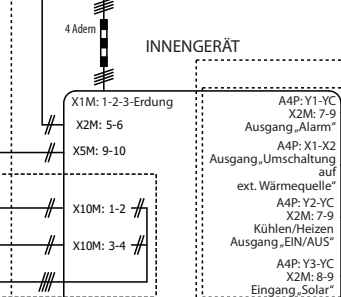 4 Adern
INNENGERÄT
X1M: 1-2-3-Erdung
X2M: 5-6
X5M: 9-10
X10M: 1-2
X10M: 3-4
A4P: Y1-YC
X2M: 7-9
Ausgang „Alarm“
A4P: X1-X2
Ausgang „Umschaltung
auf
ext. Wärmequelle“
A4P: Y2-YC
X2M: 7-9
Kühlen/Heizen
Ausgang „EIN/AUS“
A4P: Y3-YC
X2M: 8-9
Eingang „Solar“